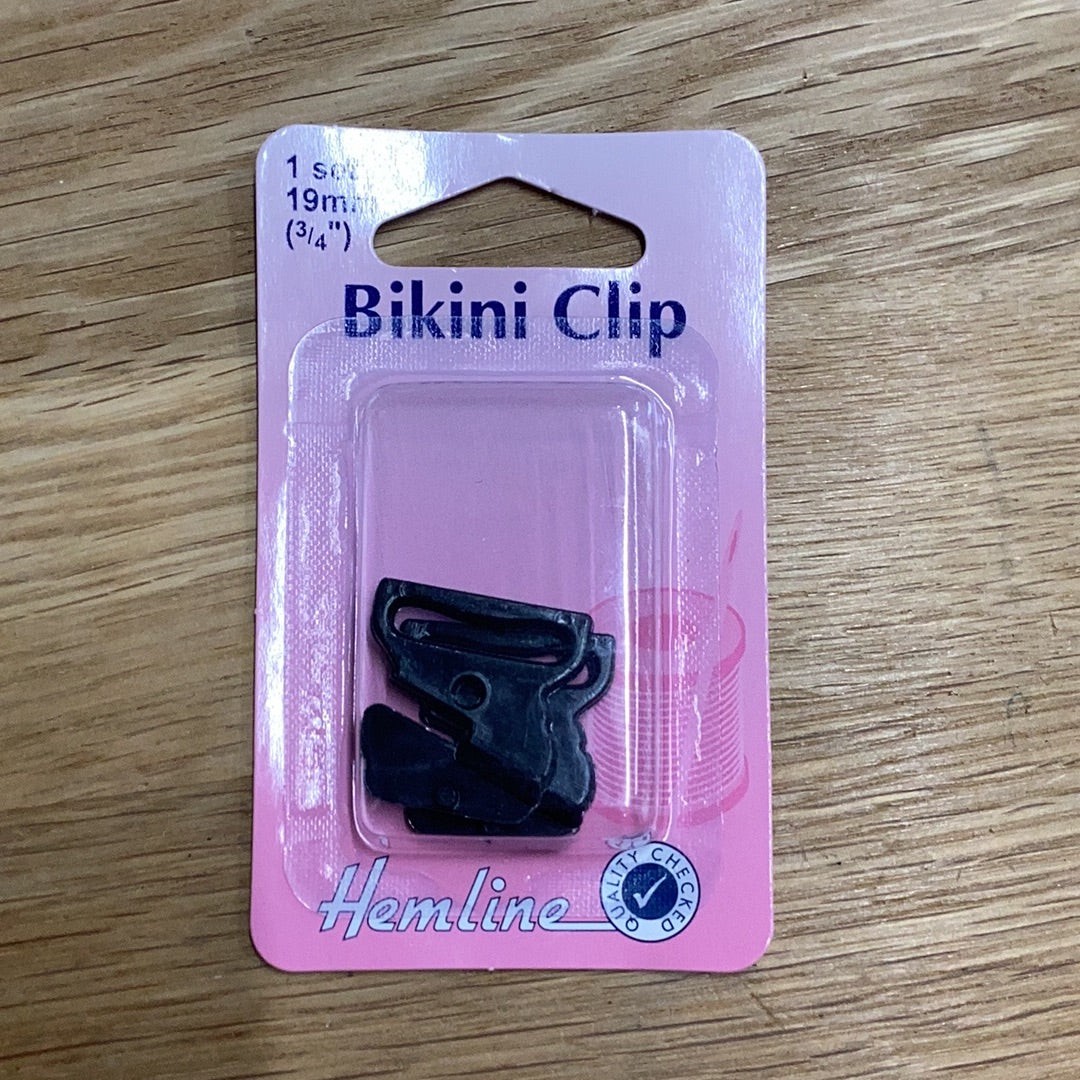 1 set
19mm
(3/4")
Bikini Clip
Hemline
QUALITY CHECKED